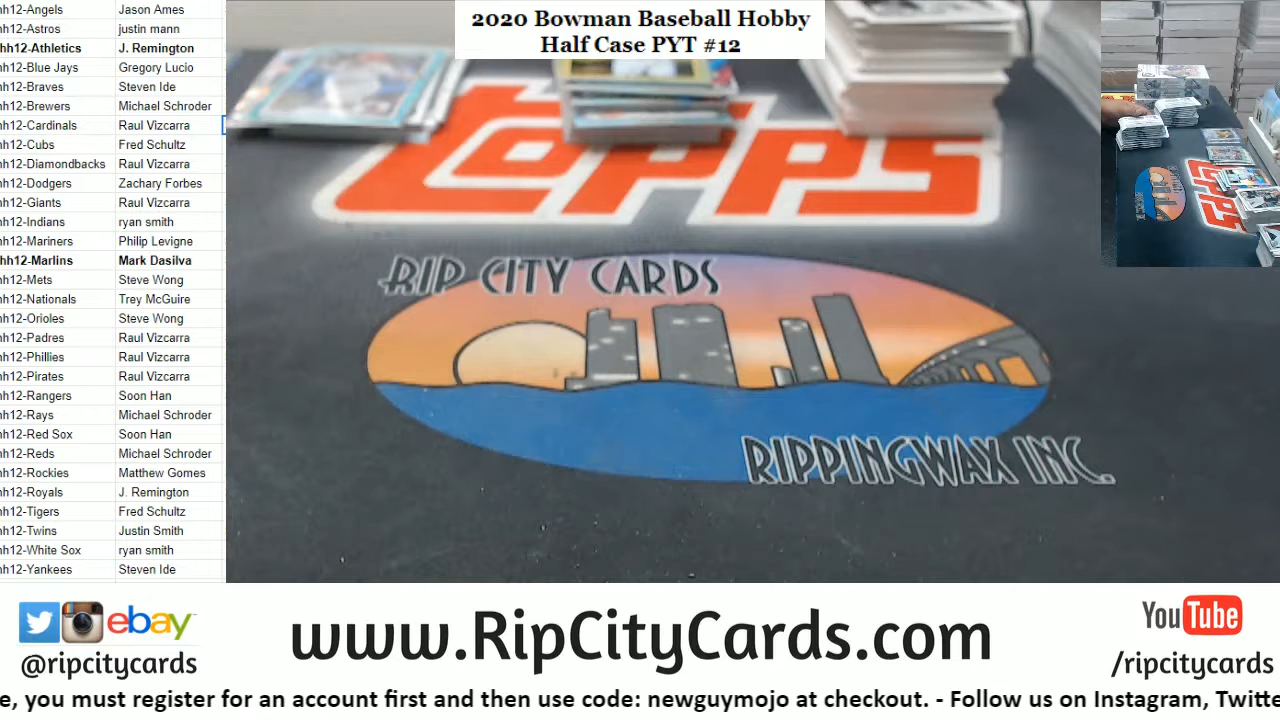 2020 Bowman Baseball Hobby
Half Case PYT #12
hh12-Angels Jason Ames
hh12-Astros justin mann
hh12-Athletics J. Remington
hh12-Blue Jays Gregory Lucio
hh12-Braves Steven Ide
hh12-Brewers Michael Schroder
hh12-Cardinals Raul Vizcarra
hh12-Cubs Fred Schultz
hh12-Diamondbacks Raul Vizcarra
hh12-Dodgers Zachary Forbes
hh12-Giants Raul Vizcarra
hh12-Indians ryan smith
hh12-Mariners Philip Levigne
hh12-Marlins Mark Dasilva
hh12-Mets Steve Wong
hh12-Nationals Trey McGuire
hh12-Orioles Steve Wong
hh12-Padres Raul Vizcarra
hh12-Phillies Raul Vizcarra
hh12-Pirates Raul Vizcarra
hh12-Rangers Soon Han
hh12-Rays Michael Schroder
hh12-Red Sox Soon Han
hh12-Reds Michael Schroder
hh12-Rockies Matthew Gomes
hh12-Royals J. Remington
hh12-Tigers Fred Schultz
hh12-Twins Justin Smith
hh12-White Sox ryan smith
hh12-Yankees Steven Ide
TOPPS
RIP CITY CARDS
RIPPINGWAX INC.
TOPPS
ebay
@ripcitycards
www.RipCityCards.com
YouTube
/ripcitycards
e, you must register for an account first and then use code: newguymojo at checkout. - Follow us on Instagram, Twitte